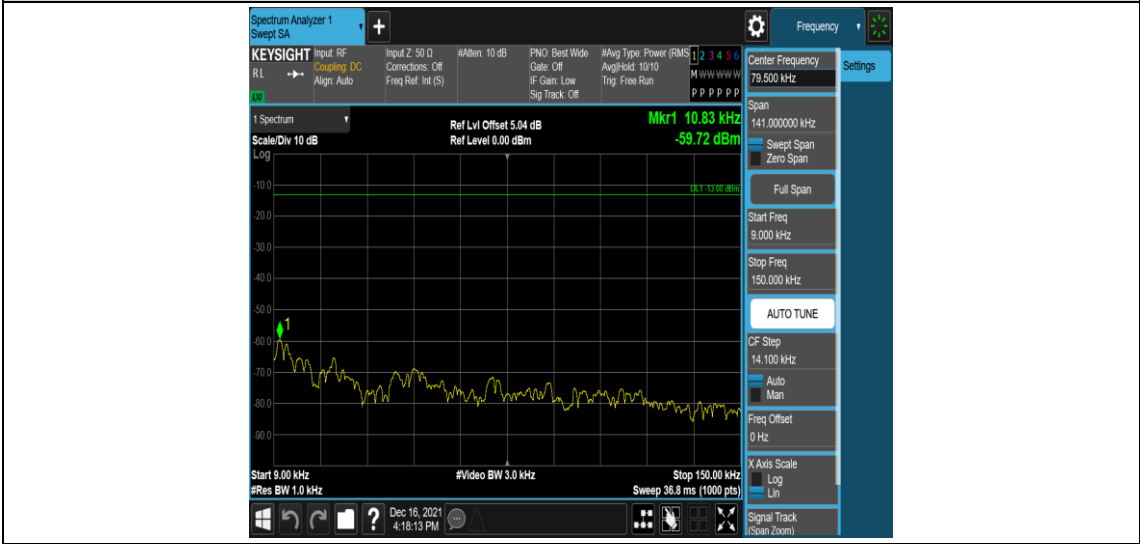 Spectrum Analyzer 1
Swept SA
+
Frequency
KEYSIGHT
RL
Input: RF
Coupling: DC
Align: Auto
Input Z: 50 Ω
Corrections: Off
Freq Ref: Int (S)
#Atten: 10 dB
PNO: Best Wide
Gate: Off
IF Gain: Low
Sig Track: Off
#Avg Type: Power (RMS
Avg|Hold: 10/10
Trig: Free Run
1 2 3 4 5 6
M W W W W W
P P P P P P
1 Spectrum
Scale/Div 10 dB
Log
Ref Lvl Offset 5.04 dB
Ref Level 0.00 dBm
Mkr1 10.83 kHz
-59.72 dBm
DL1 -13.00 dBm
1
-10.0
-20.0
-30.0
-40.0
-50.0
-60.0
-70.0
-80.0
-90.0
Start 9.00 kHz
#Res BW 1.0 kHz
#Video BW 3.0 kHz
Stop 150.00 kHz
Sweep 36.8 ms (1000 pts)
?
Dec 16, 2021
4:18:13 PM
Center Frequency
79.500 kHz
Settings
Span
141.000000 kHz
Swept Span
Zero Span
Full Span
Start Freq
9.000 kHz
Stop Freq
150.000 kHz
AUTO TUNE
CF Step
14.100 kHz
Auto
Man
Freq Offset
0 Hz
X Axis Scale
Log
Lin
Signal Track
(Span Zoom)